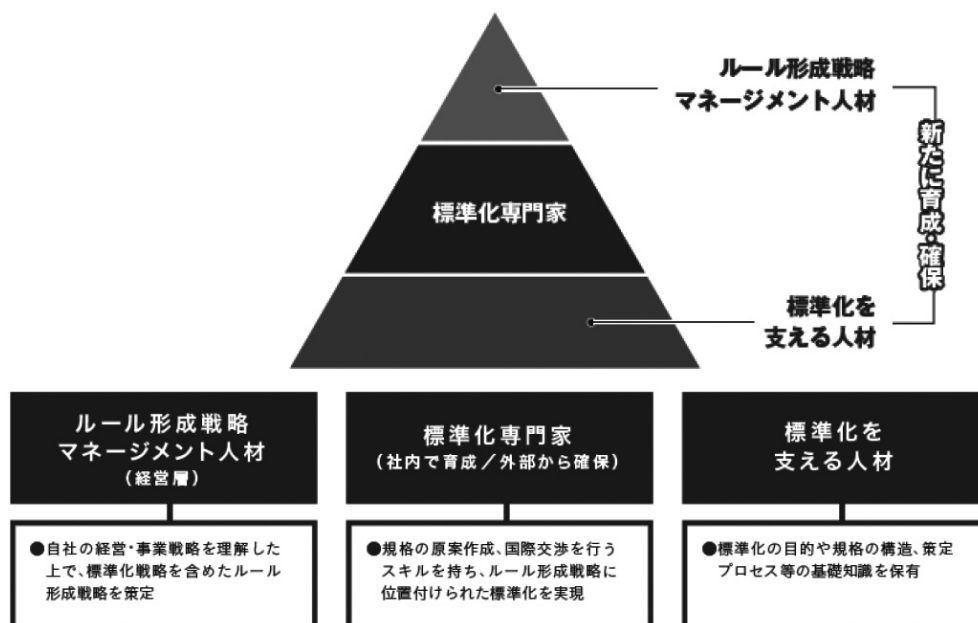 ルール形成戦略
マネージメント人材
標準化専門家
標準化を
支える人材
新たに育成・確保
ルール形成戦略
マネージメント人材
（経営層）
標準化専門家
（社内で育成／外部から確保）
標準化を
支える人材
●自社の経営・事業戦略を理解した
上で、標準化戦略を含めたルール
形成戦略を策定
●規格の原案作成、国際交渉を行う
スキルを持ち、ルール形成戦略に
位置付けられた標準化を実現
●標準化の目的や規格の構造、策定
プロセス等の基礎知識を保有